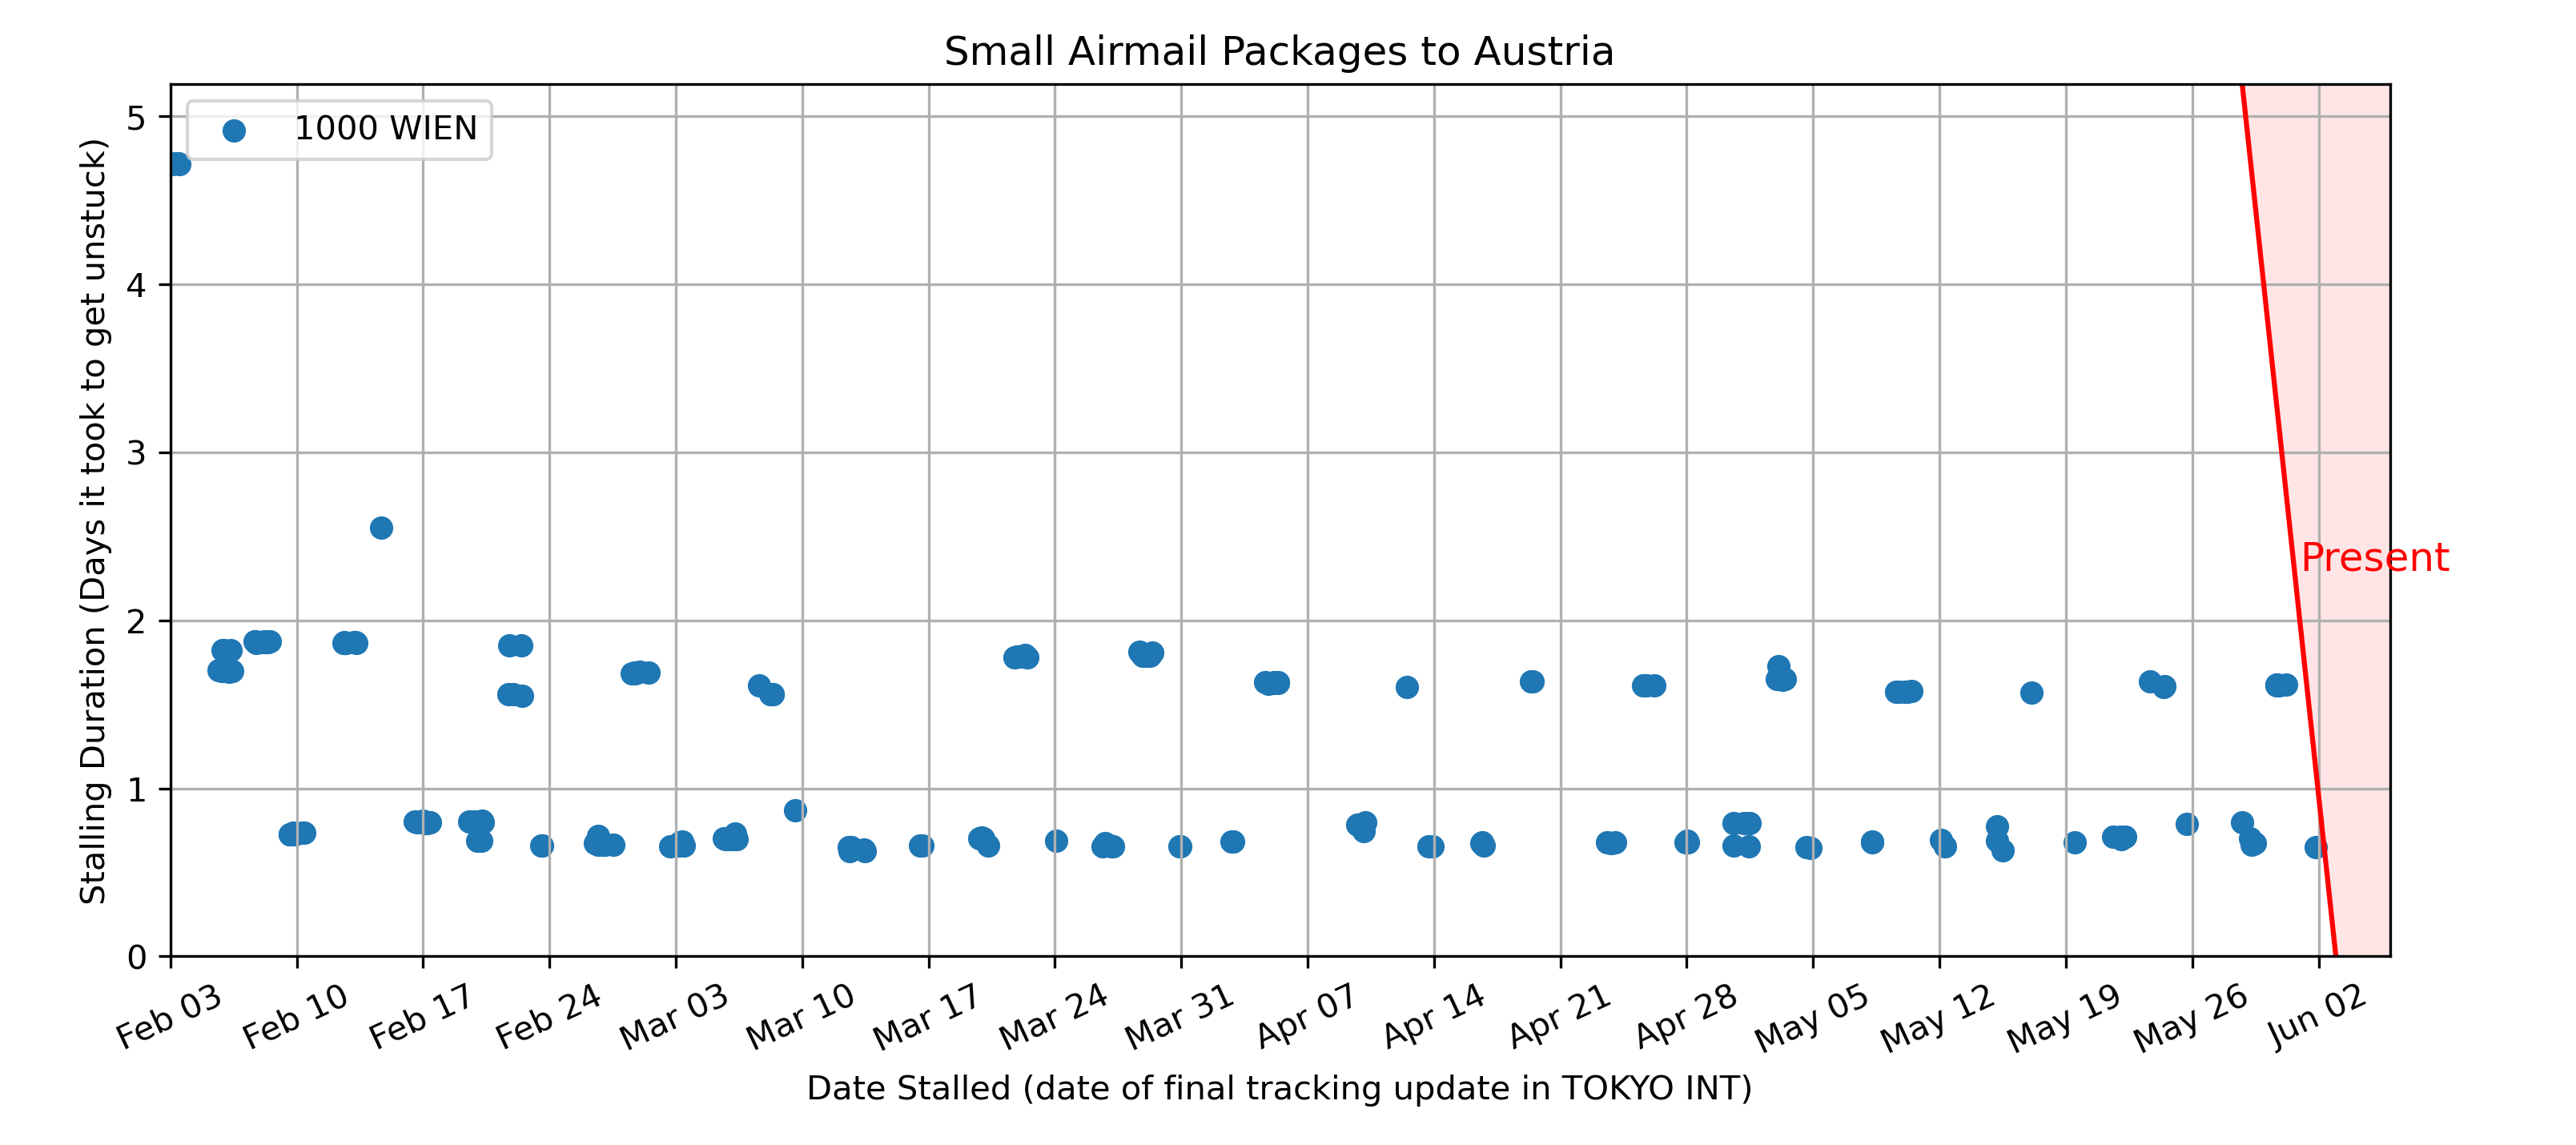 Small Airmail Packages to Austria
1000 WIEN
Stalling Duration (Days it took to get unstuck)
5
4
3
2
1
0
Present
Feb 03
Feb 10
Feb 17
Feb 24
Mar 03
Mar 10
Mar 17
Mar 24
Mar 31
Apr 07
Apr 14
Apr 21
Apr 28
May 05
May 12
May 19
May 26
Jun 02
Date Stalled (date of final tracking update in TOKYO INT)